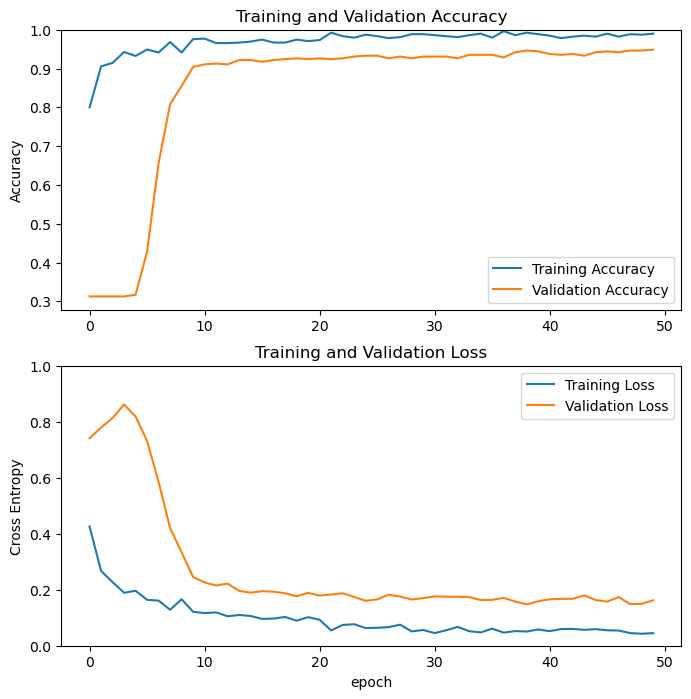 Training and Validation Accuracy
1.0
0.9
0.8
0.7
0.6
0.5
0.4
0.3
Accuracy
Training Accuracy
Validation Accuracy
0 10 20 30 40 50
Training and Validation Loss
1.0
0.8
0.6
0.4
0.2
0.0
Cross Entropy
Training Loss
Validation Loss
0 10 20 30 40 50
epoch